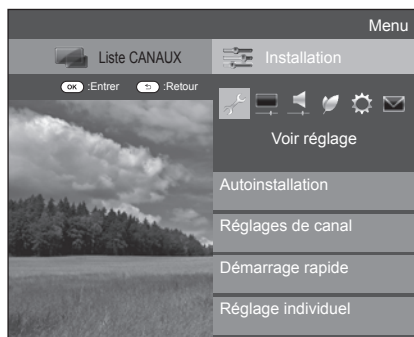 Menu
Liste CANAUX
Installation
OK :Entrer :Retour
Voir réglage
Autoinstallation
Réglages de canal
Démarrage rapide
Réglage individuel